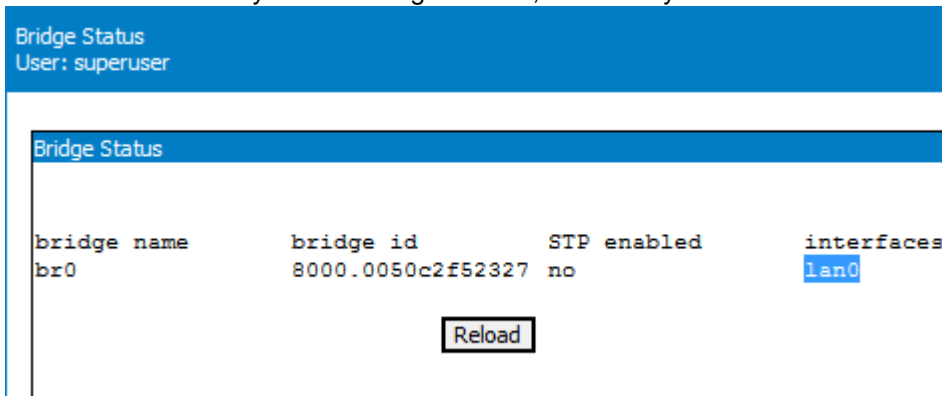 Bridge Status
User: superuser
Bridge Status
bridge name bridge id STP enabled interfaces
br0 8000.0050c2f52327 no lan0
Reload